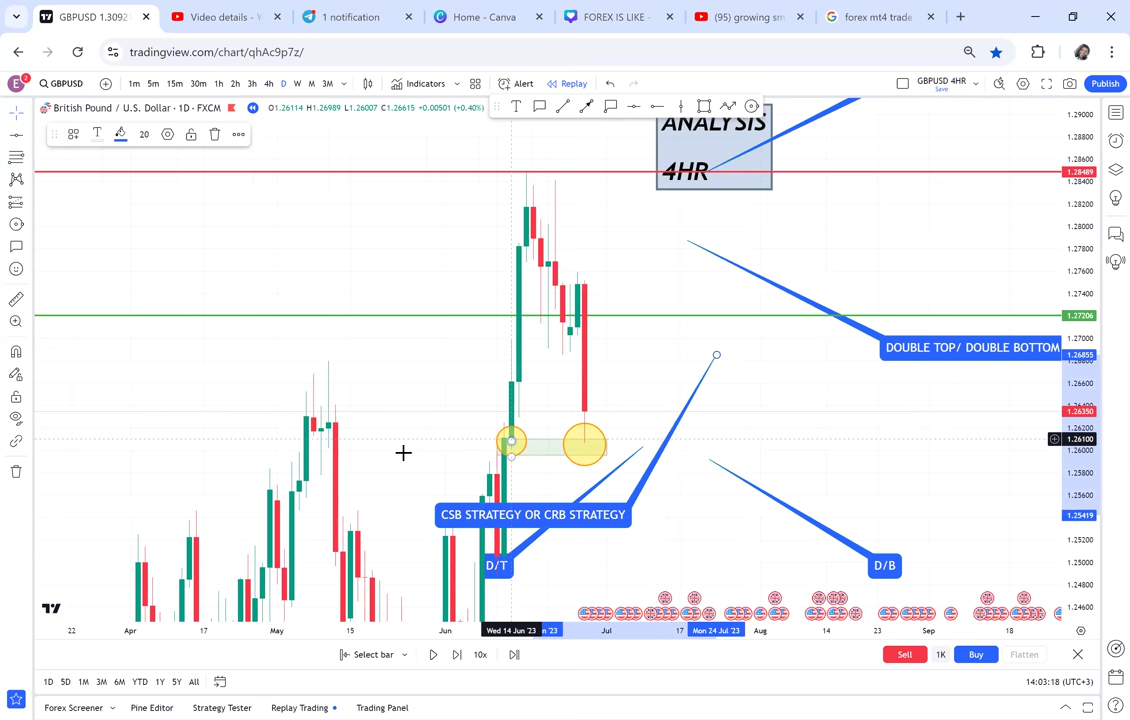 GBPUSD 1.3092
Video details - Y
1 notification
Home - Canva
FOREX IS LIKE -
(95) growing sm
forex mt4 trade
tradingview.com/chart/qhAc9p7z/
E 2
GBPUSD
1m 5m 15m 30m 1h 2h 3h 4h D W M 3M
Indicators
Alert
Replay
GBPUSD 4HR
Save
Publish
British Pound / U.S. Dollar · 1D · FXCM
O1.26114 H1.26989 L1.26007 C1.26615 +0.00501 (+0.40%)
T 20
ANALYSIS
4HR
DOUBLE TOP/ DOUBLE BOTTOM
CSB STRATEGY OR CRB STRATEGY
D/T
D/B
1.29000
1.28800
1.28600
1.28489
1.28400
1.28200
1.28000
1.27800
1.27600
1.27400
1.27206
1.27000
1.26855
1.26600
1.26350
1.26200
1.26100
1.26000
1.25800
1.25600
1.25419
1.25200
1.25000
1.24800
1.24600
22 Apr 17 May 15 Jun Wed 14 Jun '23 n '23 Jul 17 Mon 24 Jul '23 Aug 14 23 Sep 18
Select bar
10x
Sell 1K Buy Flatten
1D 5D 1M 3M 6M YTD 1Y 5Y All
14:03:18 (UTC+3)
Forex Screener Pine Editor Strategy Tester Replay Trading Trading Panel